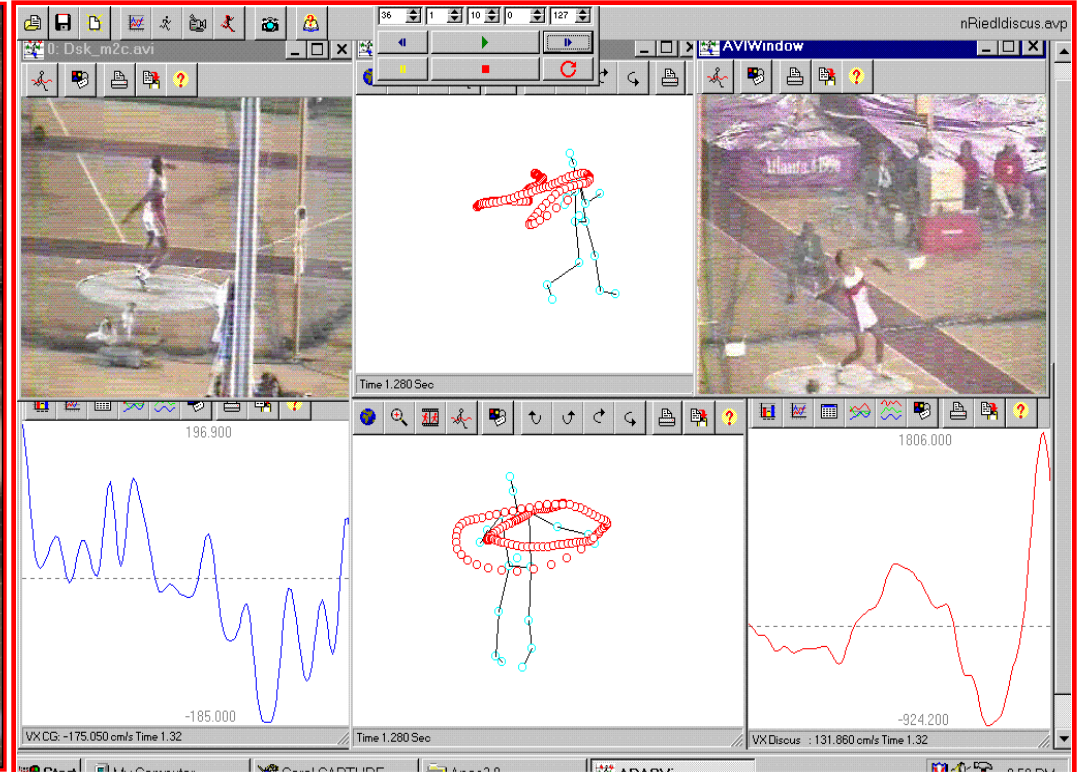 36 1 10 0 127
nRiedldiscus.avp
0: Dsk_m2c.avi
AVIWindow
Atlanta 1996
Time 1.280 Sec
196.900
-185.000
VX CG: -175.050 cm/s Time 1.32
Time 1.280 Sec
1806.000
-924.200
VX Discus : 131.860 cm/s Time 1.32
Start
My Computer
Corel CAPTURE